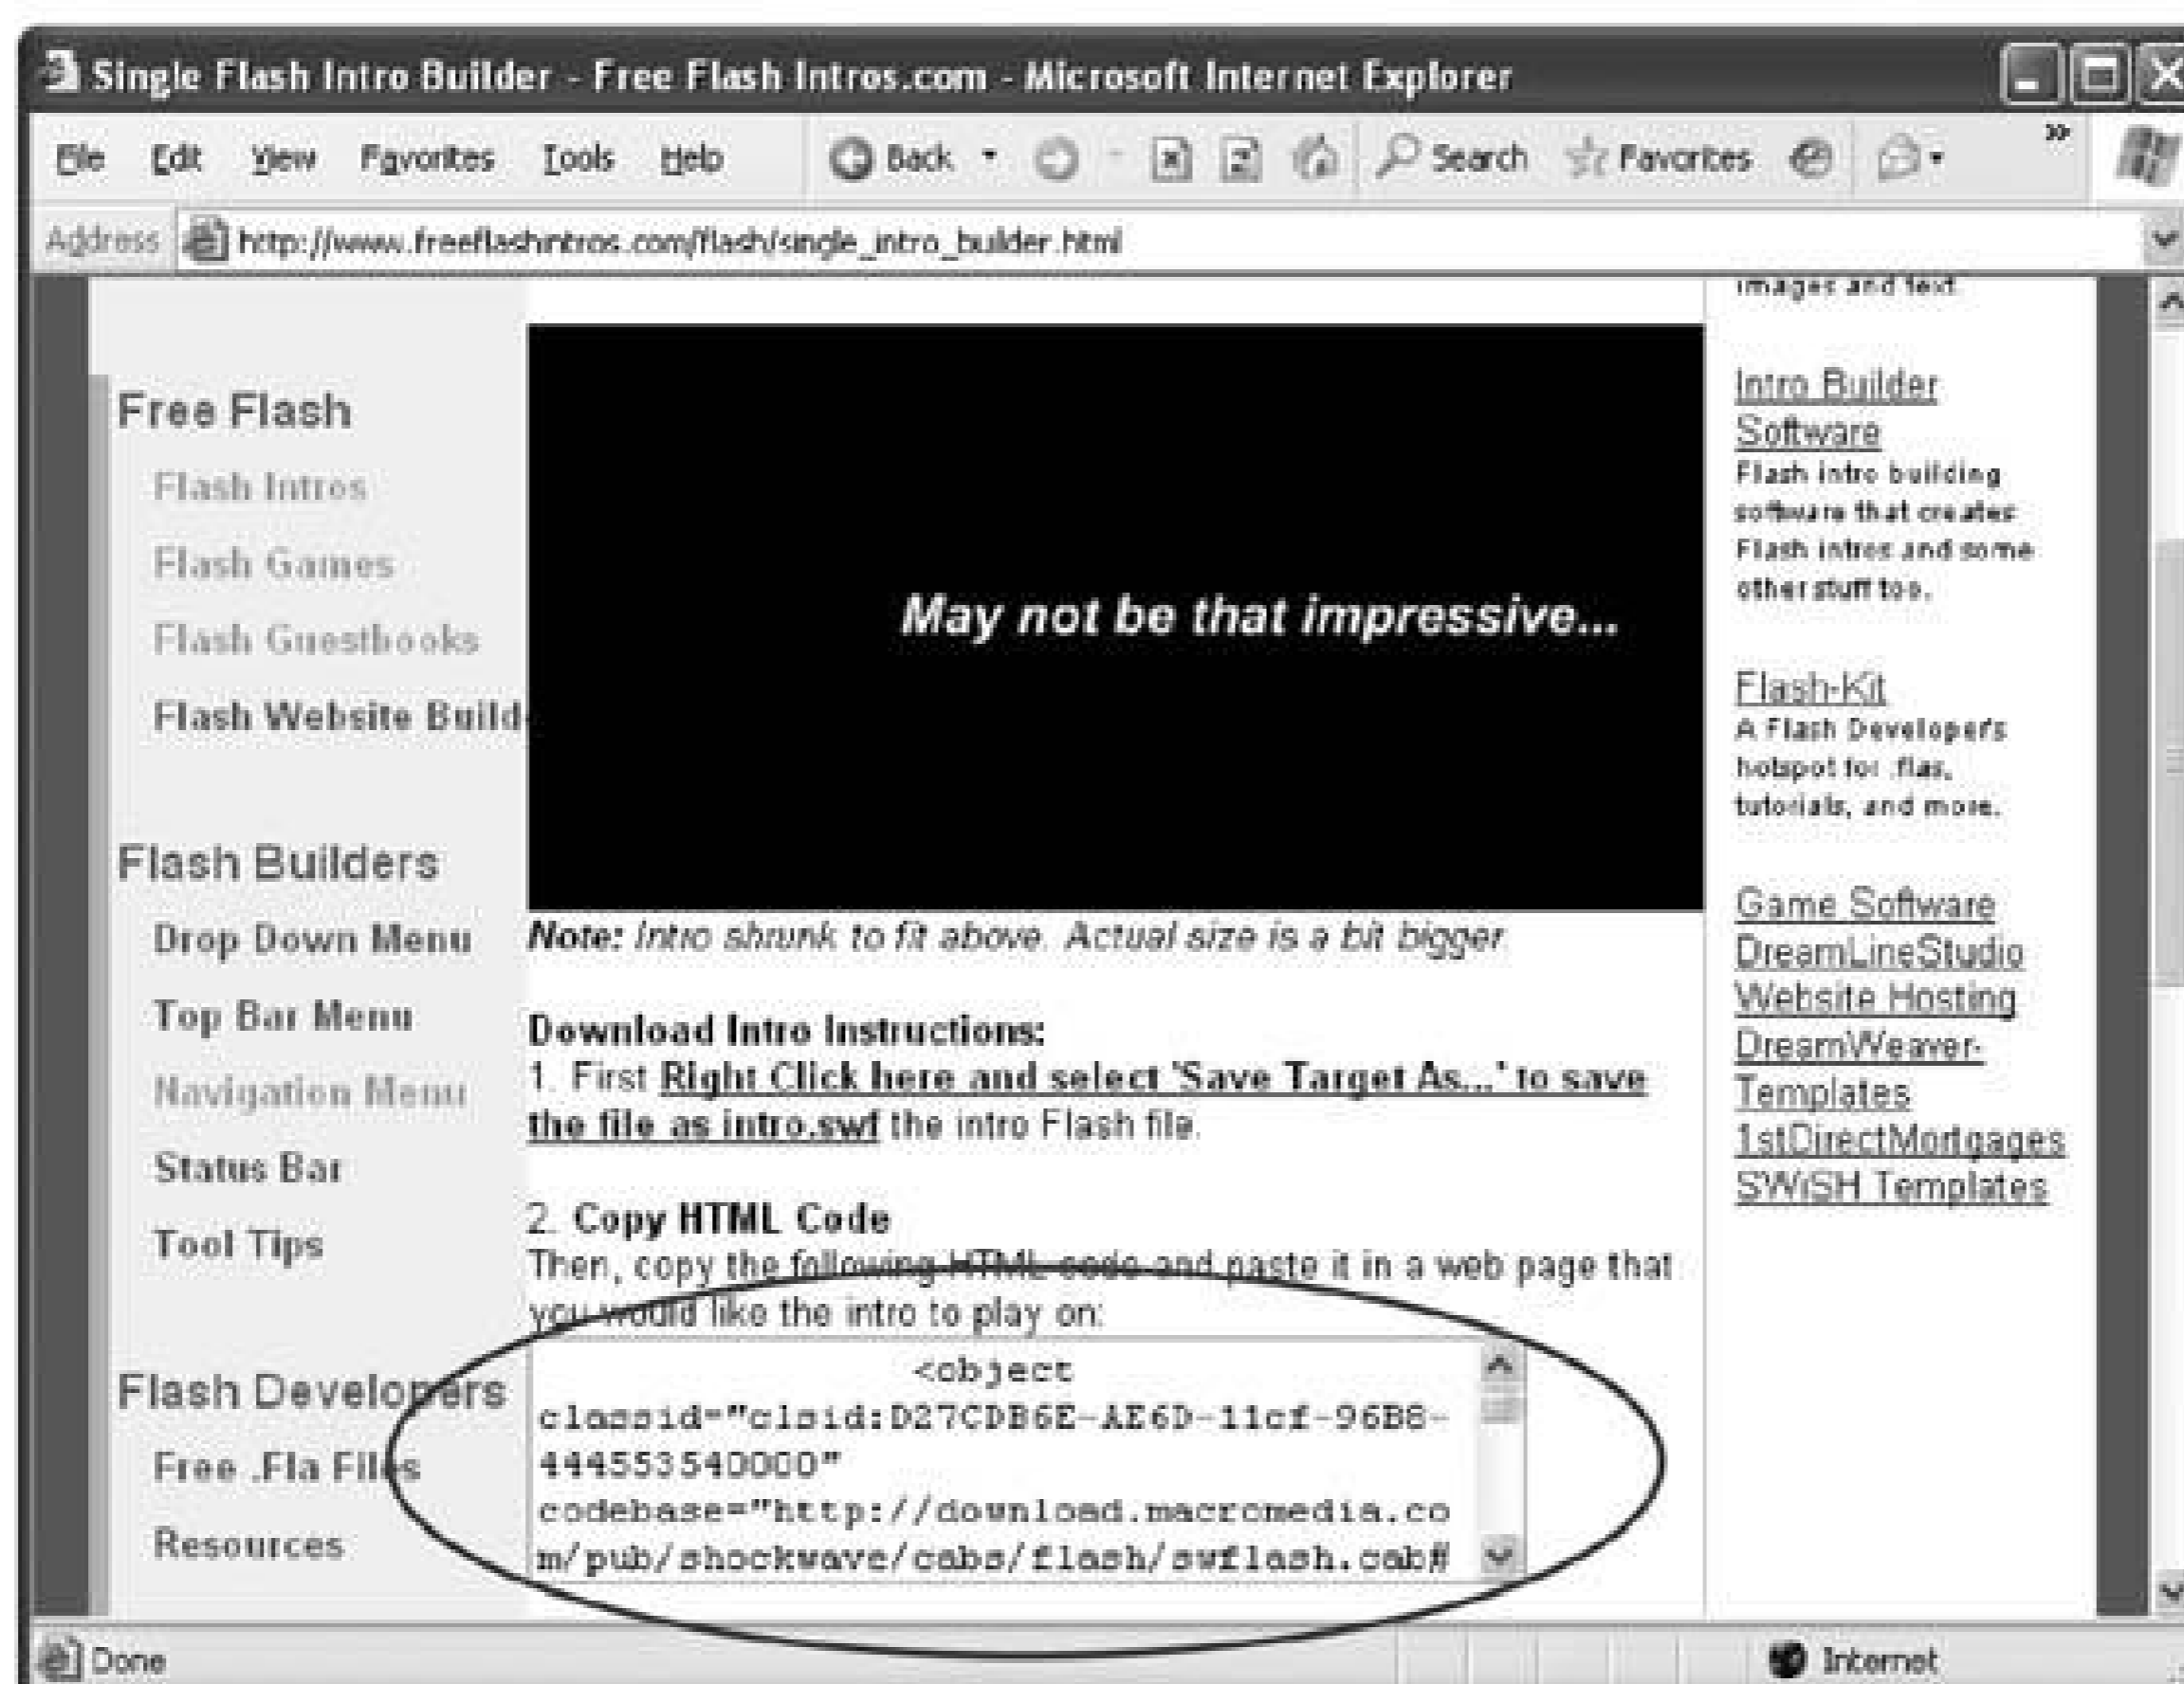 Single Flash Intro Builder - Free Flash Intros.com - Microsoft Internet Explorer
File Edit View Favorites Tools Help Back Search Favorites »
Address http://www.freeflashintros.com/flash/single_intro_builder.html
Free Flash
Flash Intros
Flash Games
Flash Guestbooks
Flash Website Build
Flash Builders
Drop Down Menu
Top Bar Menu
Navigation Menu
Status Bar
Tool Tips
Flash Developers
Free .Fla Files
Resources
May not be that impressive...
Note: Intro shrunk to fit above. Actual size is a bit bigger.
Download Intro Instructions:
1. First Right Click here and select 'Save Target As...' to save
the file as intro.swf the intro Flash file.
2. Copy HTML Code
Then, copy the following HTML code and paste it in a web page that
you would like the intro to play on:
<object
classid="clsid:D27CDB6E-AE6D-11cf-96B8-
444553540000"
codebase="http://download.macromedia.co
m/pub/shockwave/cabs/flash/swflash.cab#
images and text.
Intro Builder
Software
Flash intro building
software that creates
Flash intros and some
other stuff too.
Flash-Kit
A Flash Developer's
hotspot for .flas,
tutorials, and more.
Game Software
DreamLineStudio
Website Hosting
DreamWeaver-
Templates
1stDirectMortgages
SWiSH Templates
Done Internet